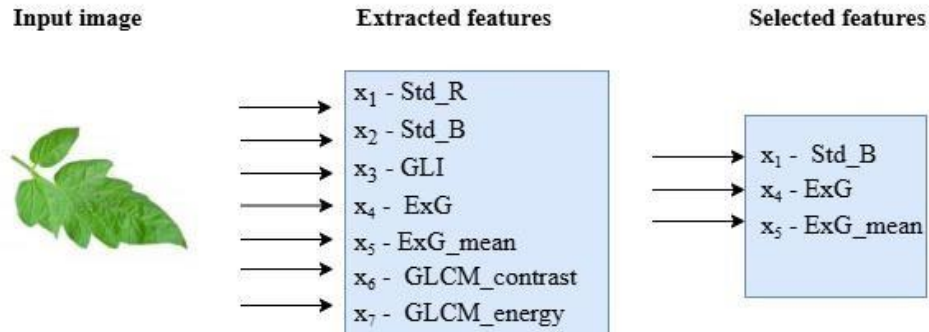 Input image
Extracted features
Selected features
x₁ - Std_R
x₂ - Std_B
x₃ - GLI
x₄ - ExG
x₅ - ExG_mean
x₆ - GLCM_contrast
x₇ - GLCM_energy
x₁ - Std_B
x₄ - ExG
x₅ - ExG_mean